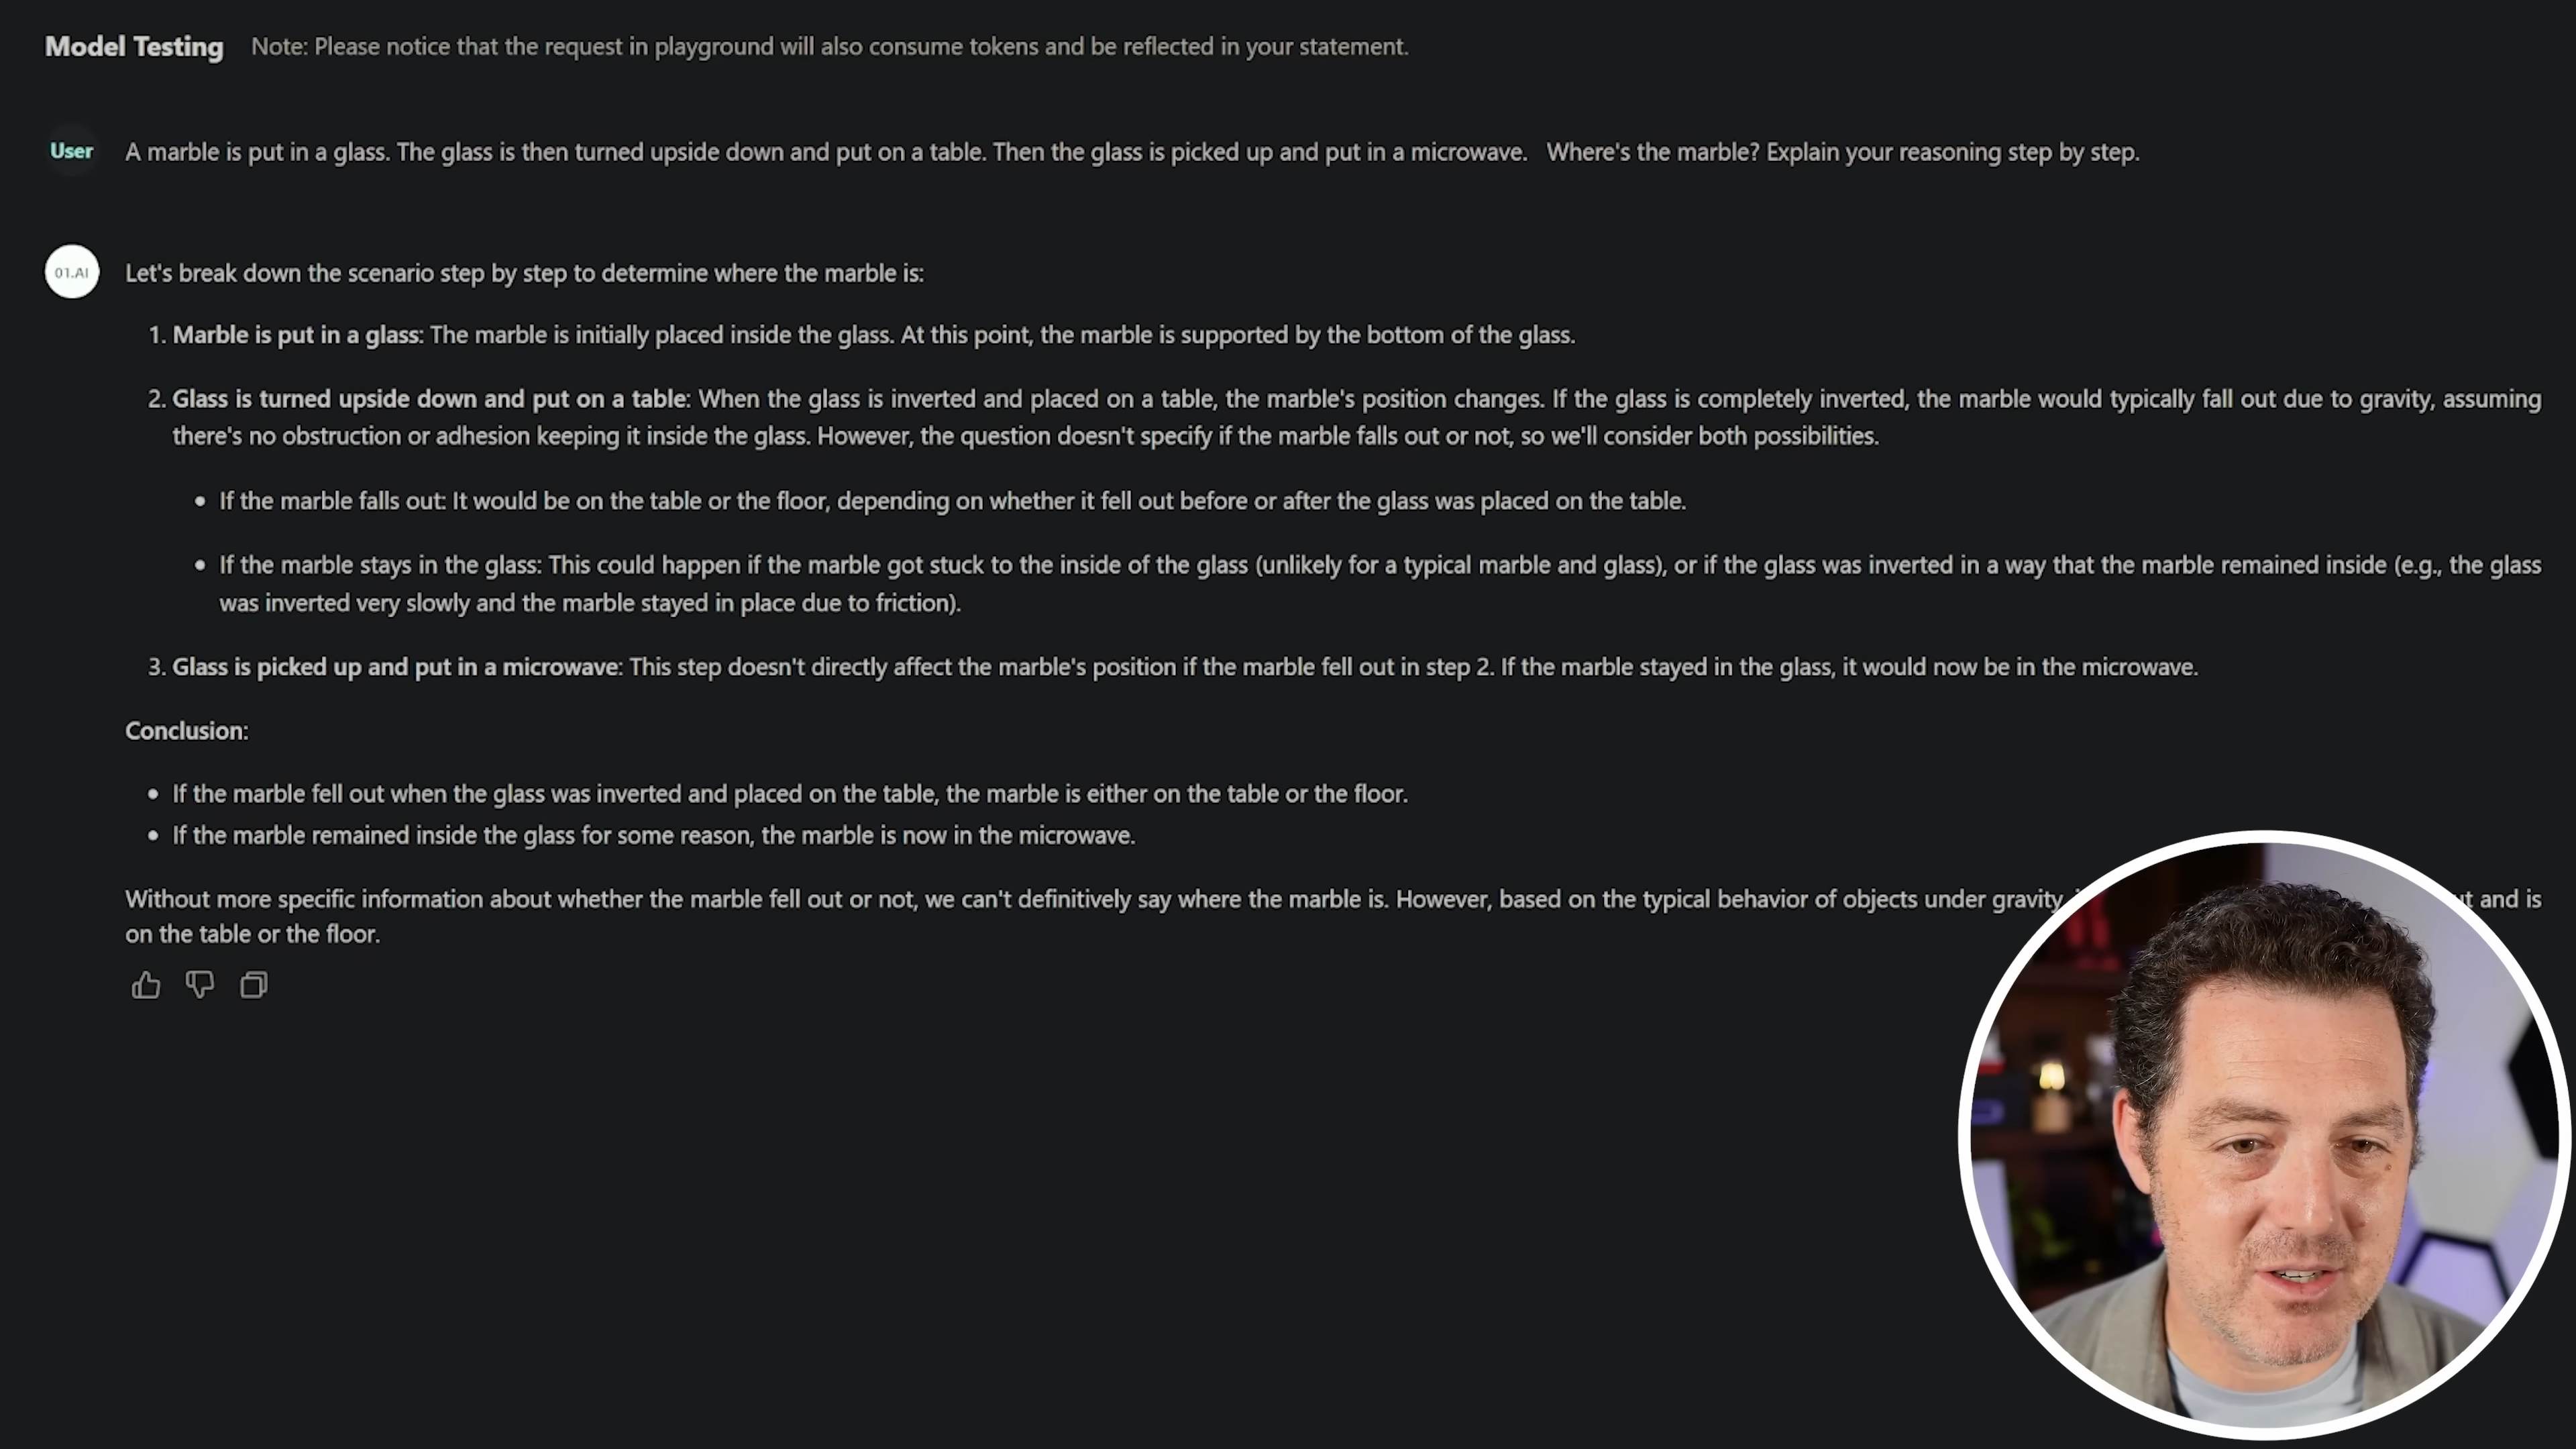 Model Testing Note: Please notice that the request in playground will also consume tokens and be reflected in your statement.
User A marble is put in a glass. The glass is then turned upside down and put on a table. Then the glass is picked up and put in a microwave. Where's the marble? Explain your reasoning step by step.
01.AI Let's break down the scenario step by step to determine where the marble is:
1. Marble is put in a glass: The marble is initially placed inside the glass. At this point, the marble is supported by the bottom of the glass.
2. Glass is turned upside down and put on a table: When the glass is inverted and placed on a table, the marble's position changes. If the glass is completely inverted, the marble would typically fall out due to gravity, assuming
there's no obstruction or adhesion keeping it inside the glass. However, the question doesn't specify if the marble falls out or not, so we'll consider both possibilities.
• If the marble falls out: It would be on the table or the floor, depending on whether it fell out before or after the glass was placed on the table.
• If the marble stays in the glass: This could happen if the marble got stuck to the inside of the glass (unlikely for a typical marble and glass), or if the glass was inverted in a way that the marble remained inside (e.g., the glass
was inverted very slowly and the marble stayed in place due to friction).
3. Glass is picked up and put in a microwave: This step doesn't directly affect the marble's position if the marble fell out in step 2. If the marble stayed in the glass, it would now be in the microwave.
Conclusion:
• If the marble fell out when the glass was inverted and placed on the table, the marble is either on the table or the floor.
• If the marble remained inside the glass for some reason, the marble is now in the microwave.
Without more specific information about whether the marble fell out or not, we can't definitively say where the marble is. However, based on the typical behavior of objects under gravity, and is
on the table or the floor.